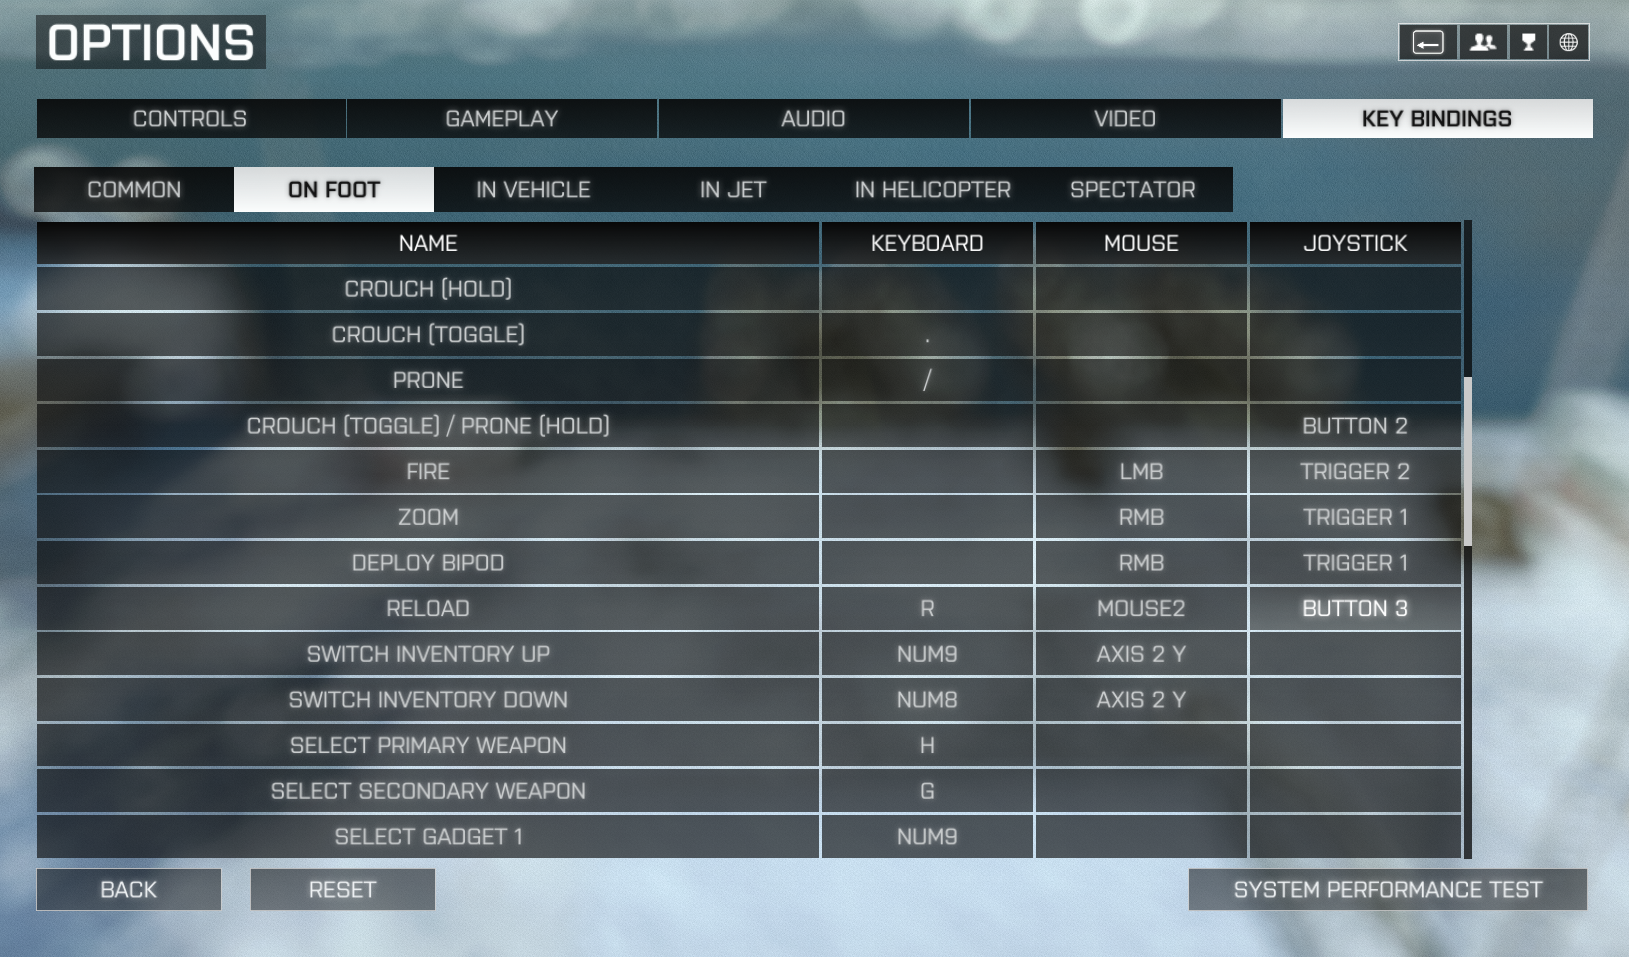 OPTIONS
CONTROLS GAMEPLAY AUDIO VIDEO KEY BINDINGS
COMMON ON FOOT IN VEHICLE IN JET IN HELICOPTER SPECTATOR
NAME KEYBOARD MOUSE JOYSTICK
CROUCH (HOLD)
CROUCH (TOGGLE) .
PRONE /
CROUCH (TOGGLE) / PRONE (HOLD) BUTTON 2
FIRE LMB TRIGGER 2
ZOOM RMB TRIGGER 1
DEPLOY BIPOD RMB TRIGGER 1
RELOAD R MOUSE2 BUTTON 3
SWITCH INVENTORY UP NUM9 AXIS 2 Y
SWITCH INVENTORY DOWN NUM8 AXIS 2 Y
SELECT PRIMARY WEAPON H
SELECT SECONDARY WEAPON G
SELECT GADGET 1 NUM9
BACK RESET SYSTEM PERFORMANCE TEST